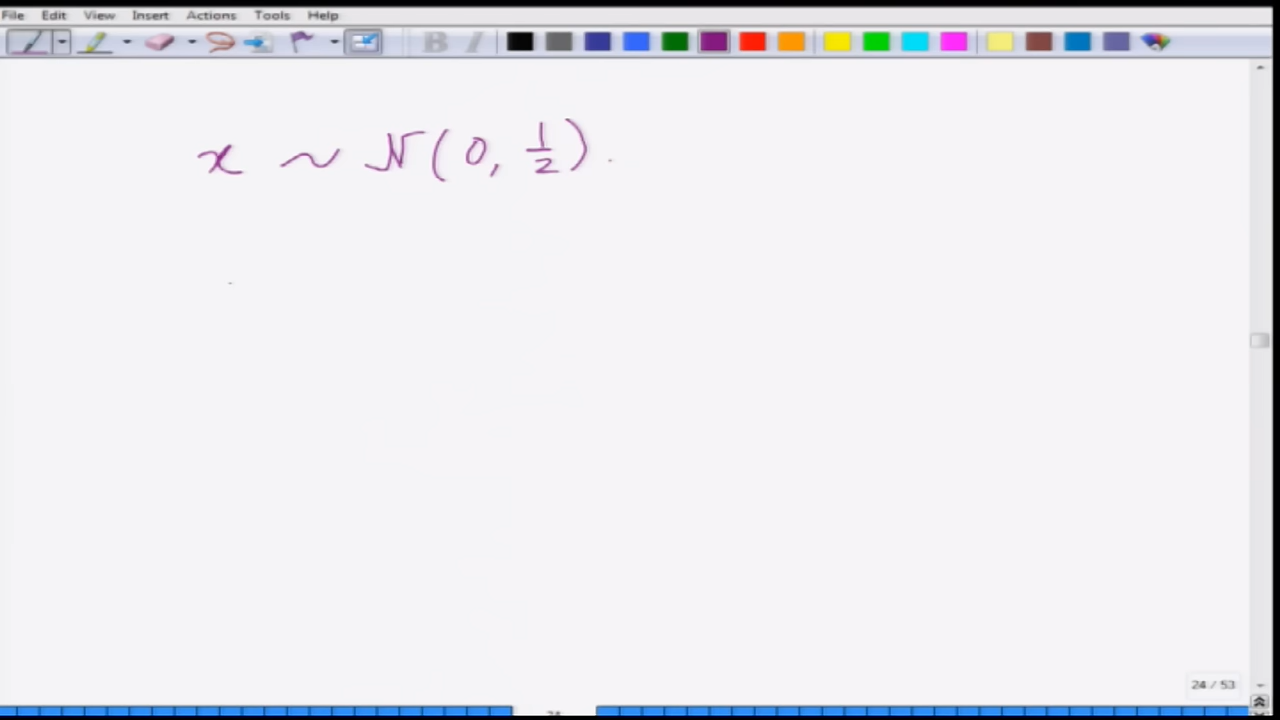 File Edit View Insert Actions Tools Help
B I
x ~ N(0, 1/2).
24 / 53